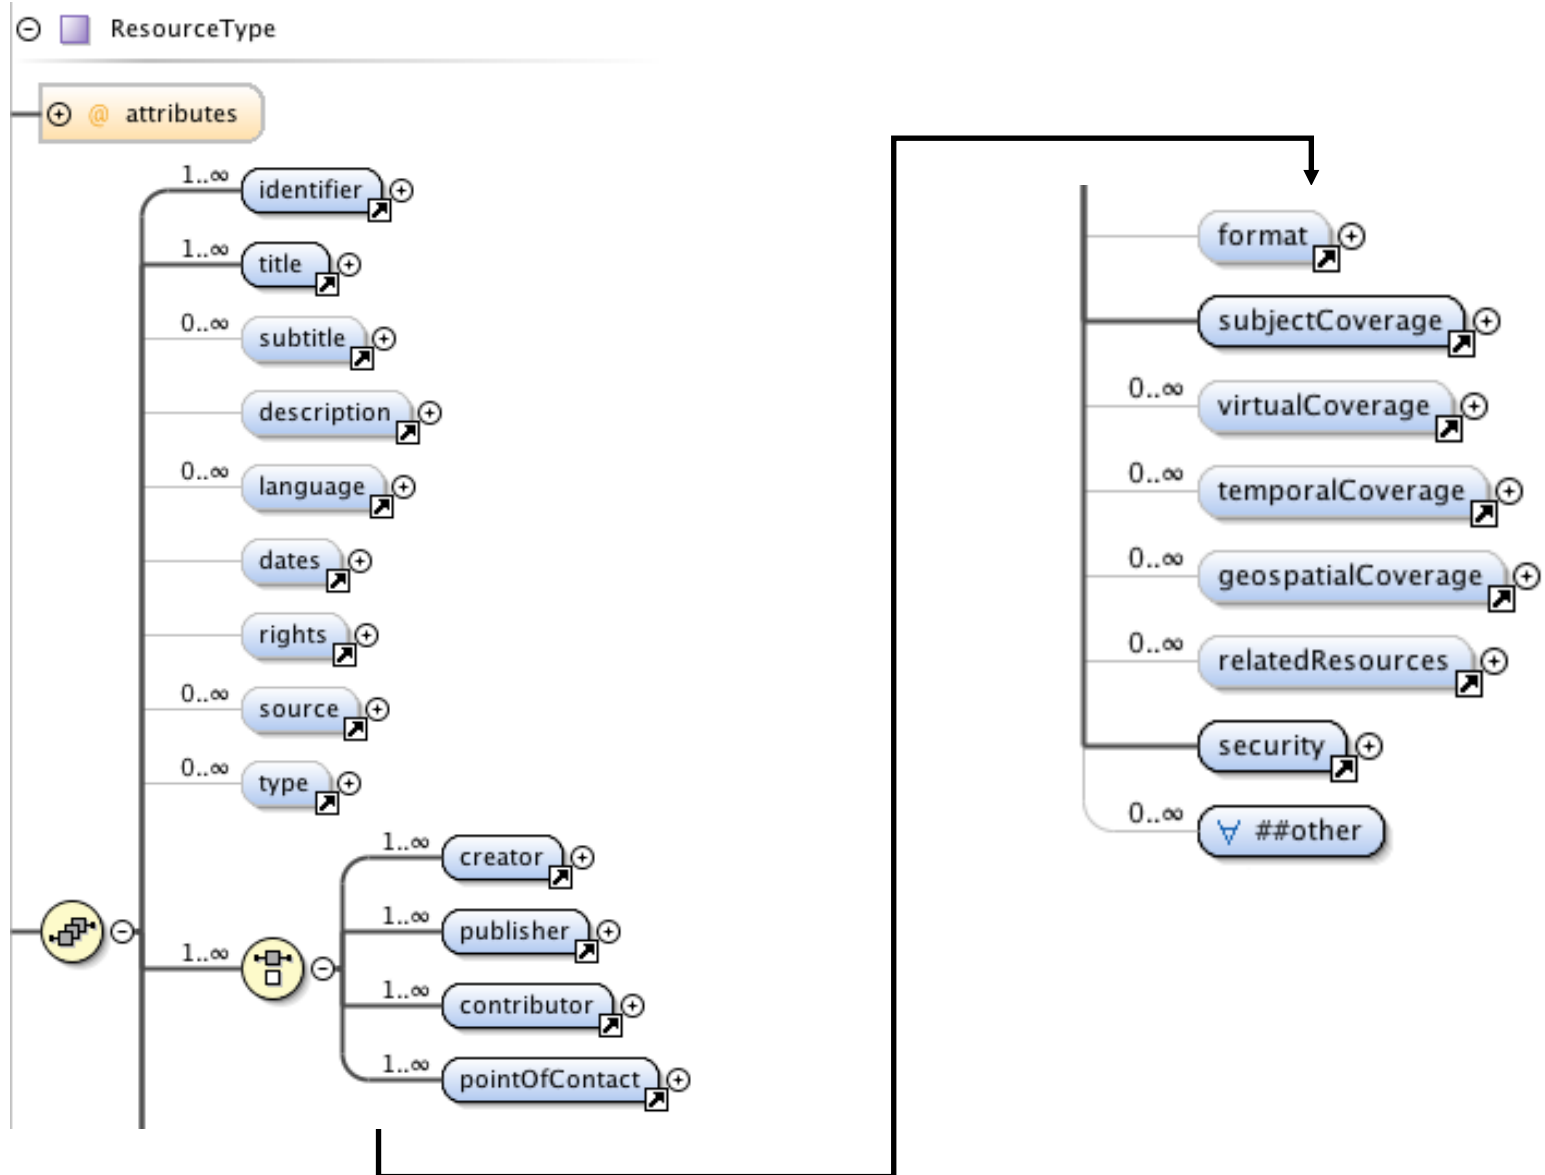 ResourceType
@ attributes
1..∞ identifier
1..∞ title
0..∞ subtitle
description
0..∞ language
dates
rights
0..∞ source
0..∞ type
1..∞ creator
1..∞ publisher
1..∞
1..∞ contributor
1..∞ pointOfContact
format
subjectCoverage
0..∞ virtualCoverage
0..∞ temporalCoverage
0..∞ geospatialCoverage
0..∞ relatedResources
security
0..∞ ∀ ##other